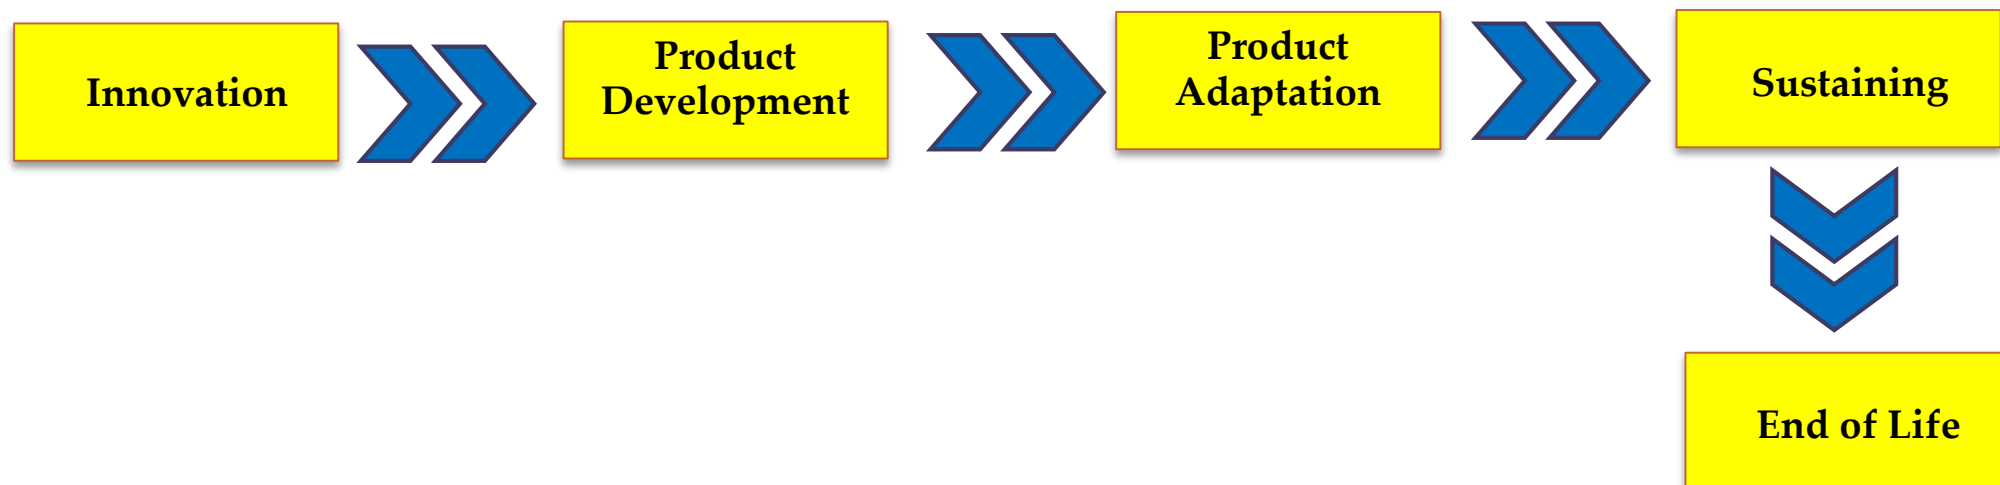 Innovation
Product
Development
Product
Adaptation
Sustaining
End of Life